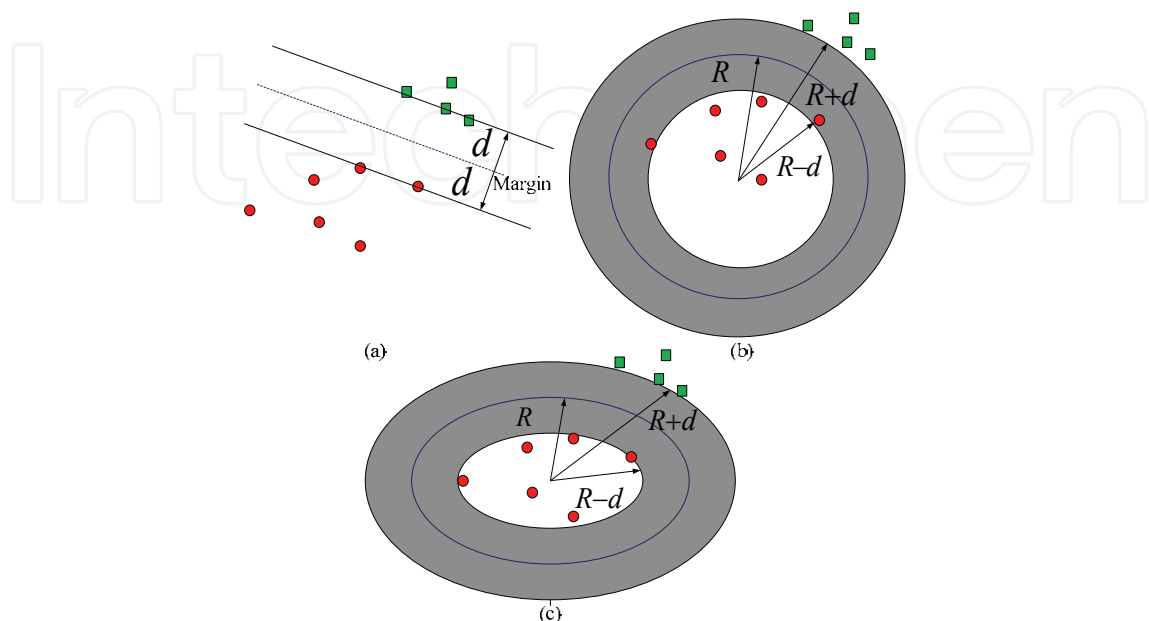 IntechOpen
d
d
Margin
(a)
R
R+d
R–d
(b)
R
R+d
R–d
(c)